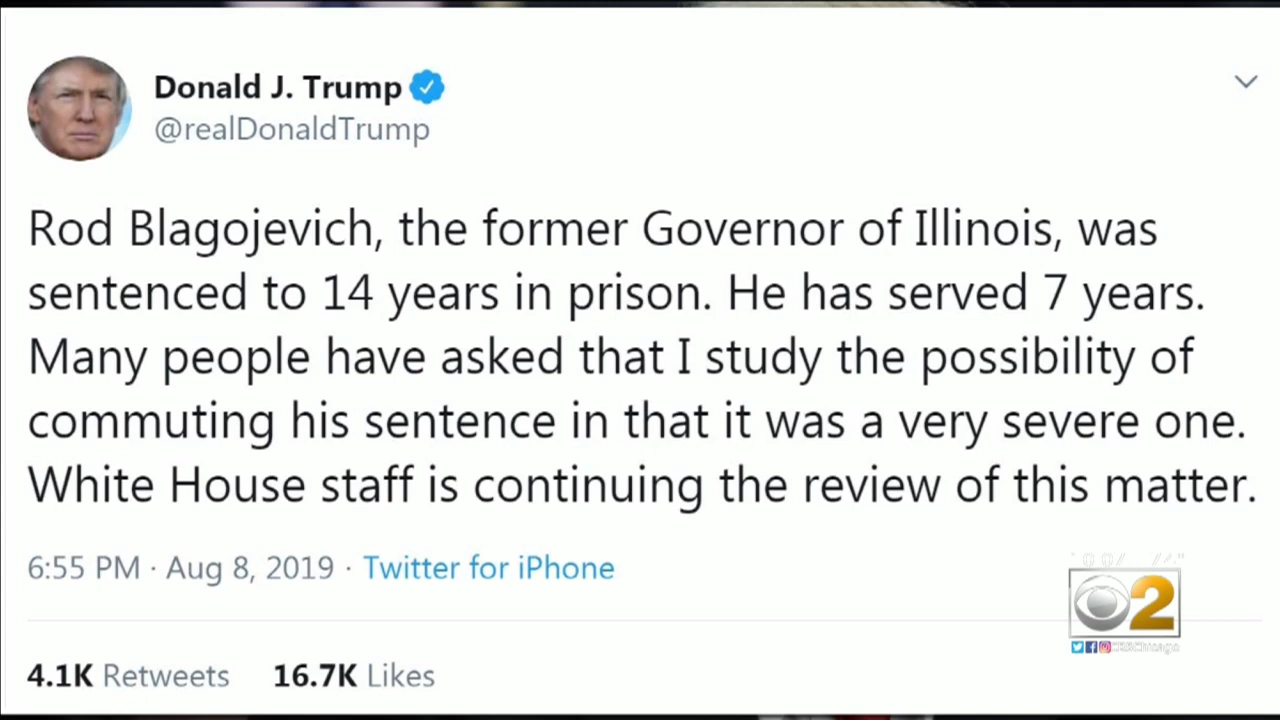 Donald J. Trump
@realDonaldTrump
Rod Blagojevich, the former Governor of Illinois, was
sentenced to 14 years in prison. He has served 7 years.
Many people have asked that I study the possibility of
commuting his sentence in that it was a very severe one.
White House staff is continuing the review of this matter.
6:55 PM · Aug 8, 2019 · Twitter for iPhone
2
CBSChicago
4.1K Retweets 16.7K Likes